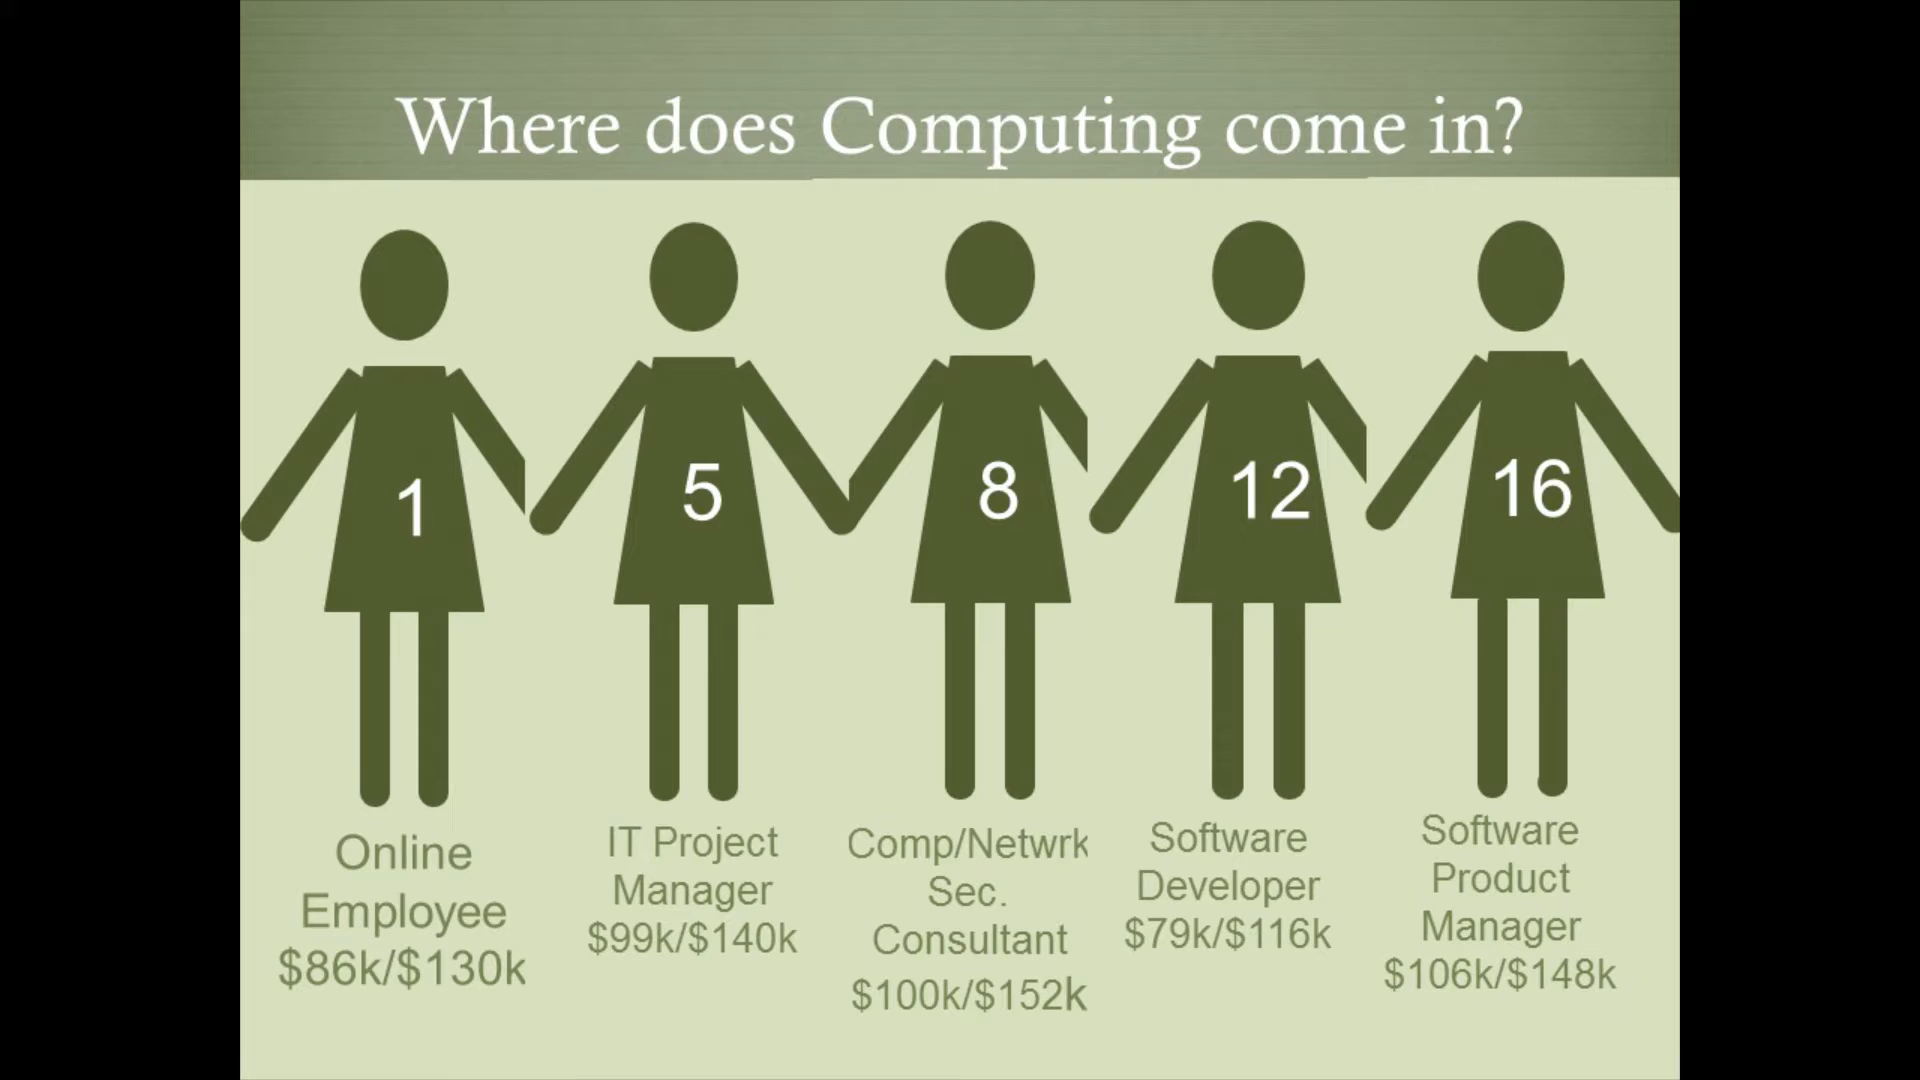 Where does Computing come in?
1
5
8
12
16
Online
Employee
$86k/$130k
IT Project
Manager
$99k/$140k
Comp/Netwrk
Sec.
Consultant
$100k/$152k
Software
Developer
$79k/$116k
Software
Product
Manager
$106k/$148k